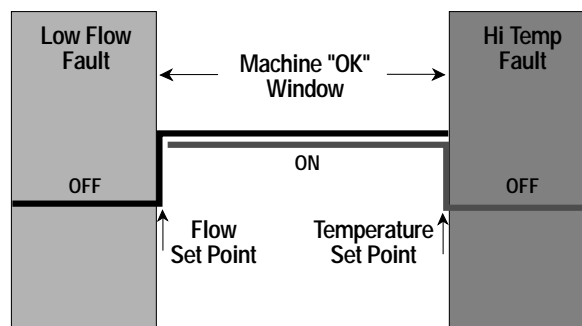 Low Flow
Fault
Machine "OK"
Window
Hi Temp
Fault
OFF
ON
OFF
Flow
Set Point
Temperature
Set Point